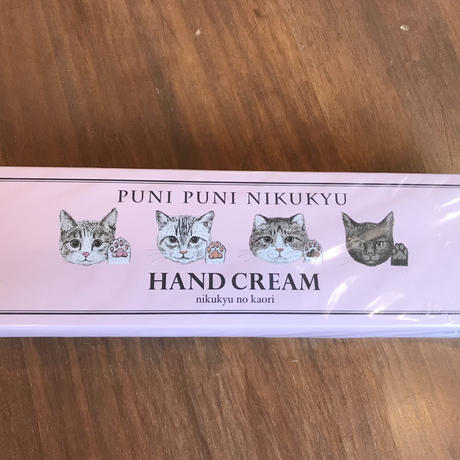 PUNI PUNI NIKUKYU
HAND CREAM
nikukyu no kaori